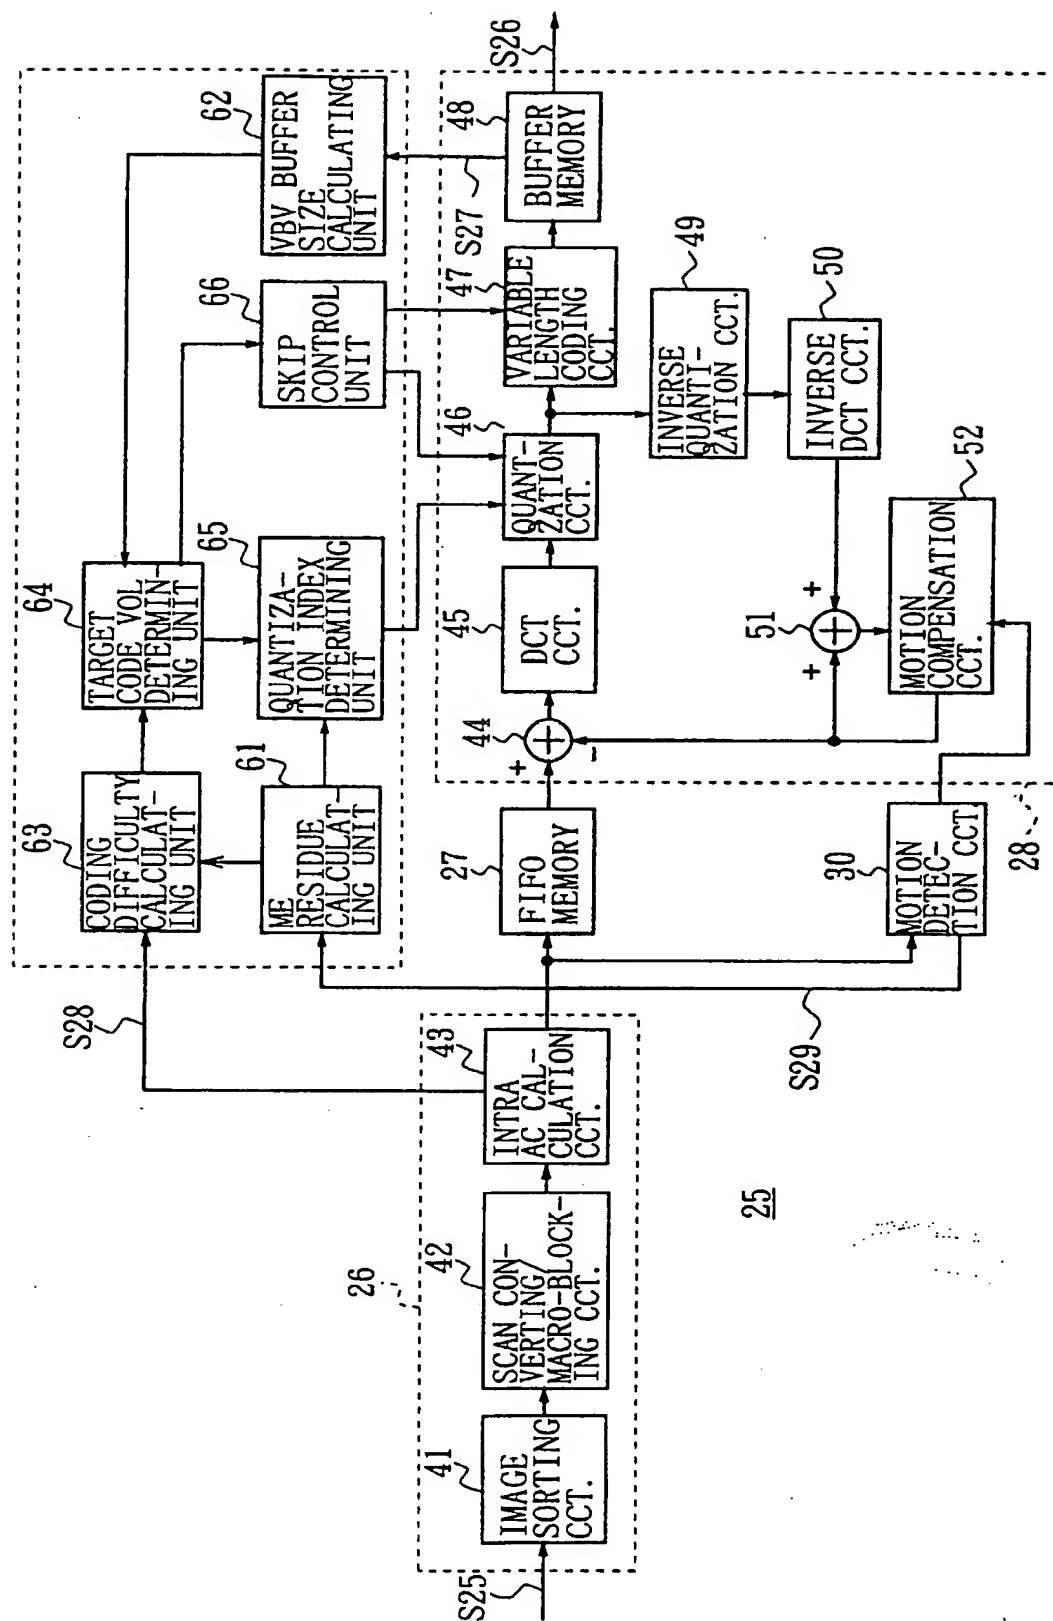 S25
26
41
IMAGE
SORTING
CCT.
42
SCAN CON-
VERTING/
MACRO-BLOCK-
ING CCT.
43
INTRA
AC CAL-
CULATION
CCT.
S28
63
CODING
DIFFICULTY
CALCULAT-
ING UNIT
64
TARGET
CODE VOL
DETERMIN-
ING UNIT
61
ME
RESIDUE
CALCULAT-
ING UNIT
65
QUANTIZA-
TION INDEX
DETERMINING
UNIT
66
SKIP
CONTROL
UNIT
62
VBV BUFFER
SIZE
CALCULATING
UNIT
27
FIFO
MEMORY
44
+
-
45
DCT
CCT.
46
QUANT-
ZATION
CCT.
47
VARIABLE
LENGTH
CODING
CCT.
S27
48
BUFFER
MEMORY
S26
49
INVERSE
QUANTI-
ZATION CCT.
50
INVERSE
DCT CCT.
51
+
+
52
MOTION
COMPENSATION
CCT.
30
MOTION
DETEC-
TION CCT.
28
S29
25